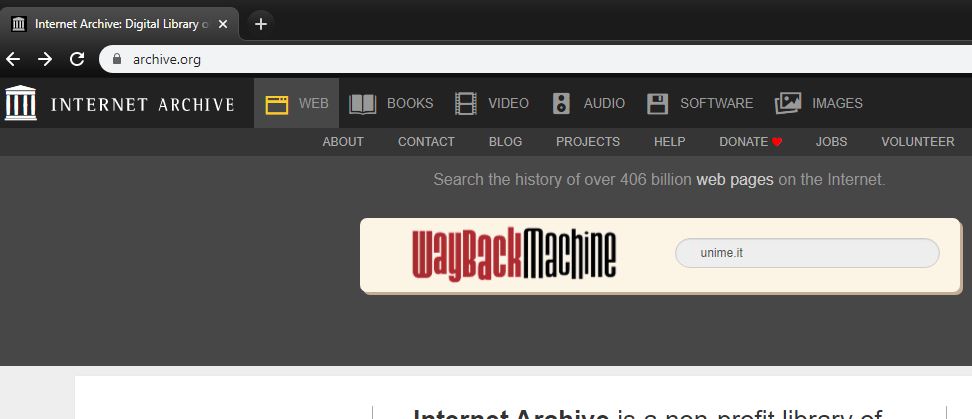 Internet Archive: Digital Library o
archive.org
INTERNET ARCHIVE WEB BOOKS VIDEO AUDIO SOFTWARE IMAGES
ABOUT CONTACT BLOG PROJECTS HELP DONATE JOBS VOLUNTEER
Search the history of over 406 billion web pages on the Internet.
WayBackMachine unime.it
Internet Archive is a non-profit library of